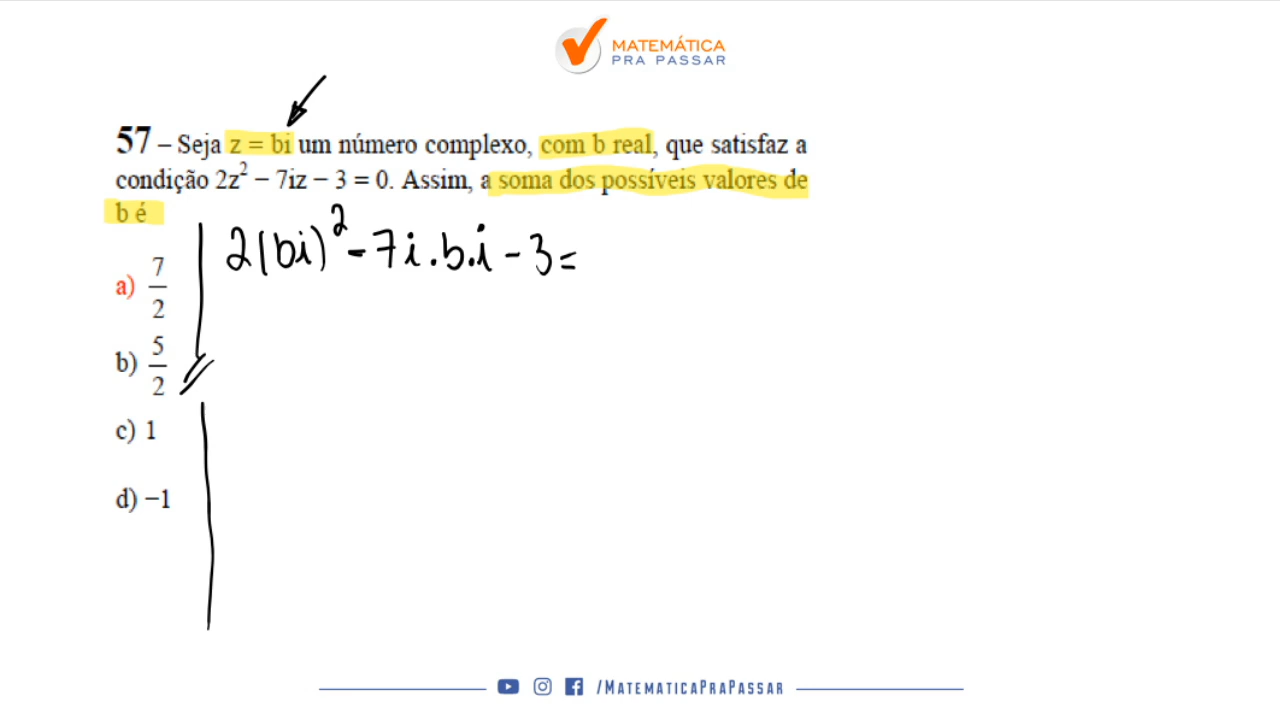 MATEMÁTICA
PRA PASSAR
57 – Seja z = bi um número complexo, com b real, que satisfaz a
condição 2z² – 7iz – 3 = 0. Assim, a soma dos possíveis valores de
b é
2(bi)² - 7i.b.i - 3 =
a) 7/2
b) 5/2
c) 1
d) −1
/MATEMATICAPRAPASSAR